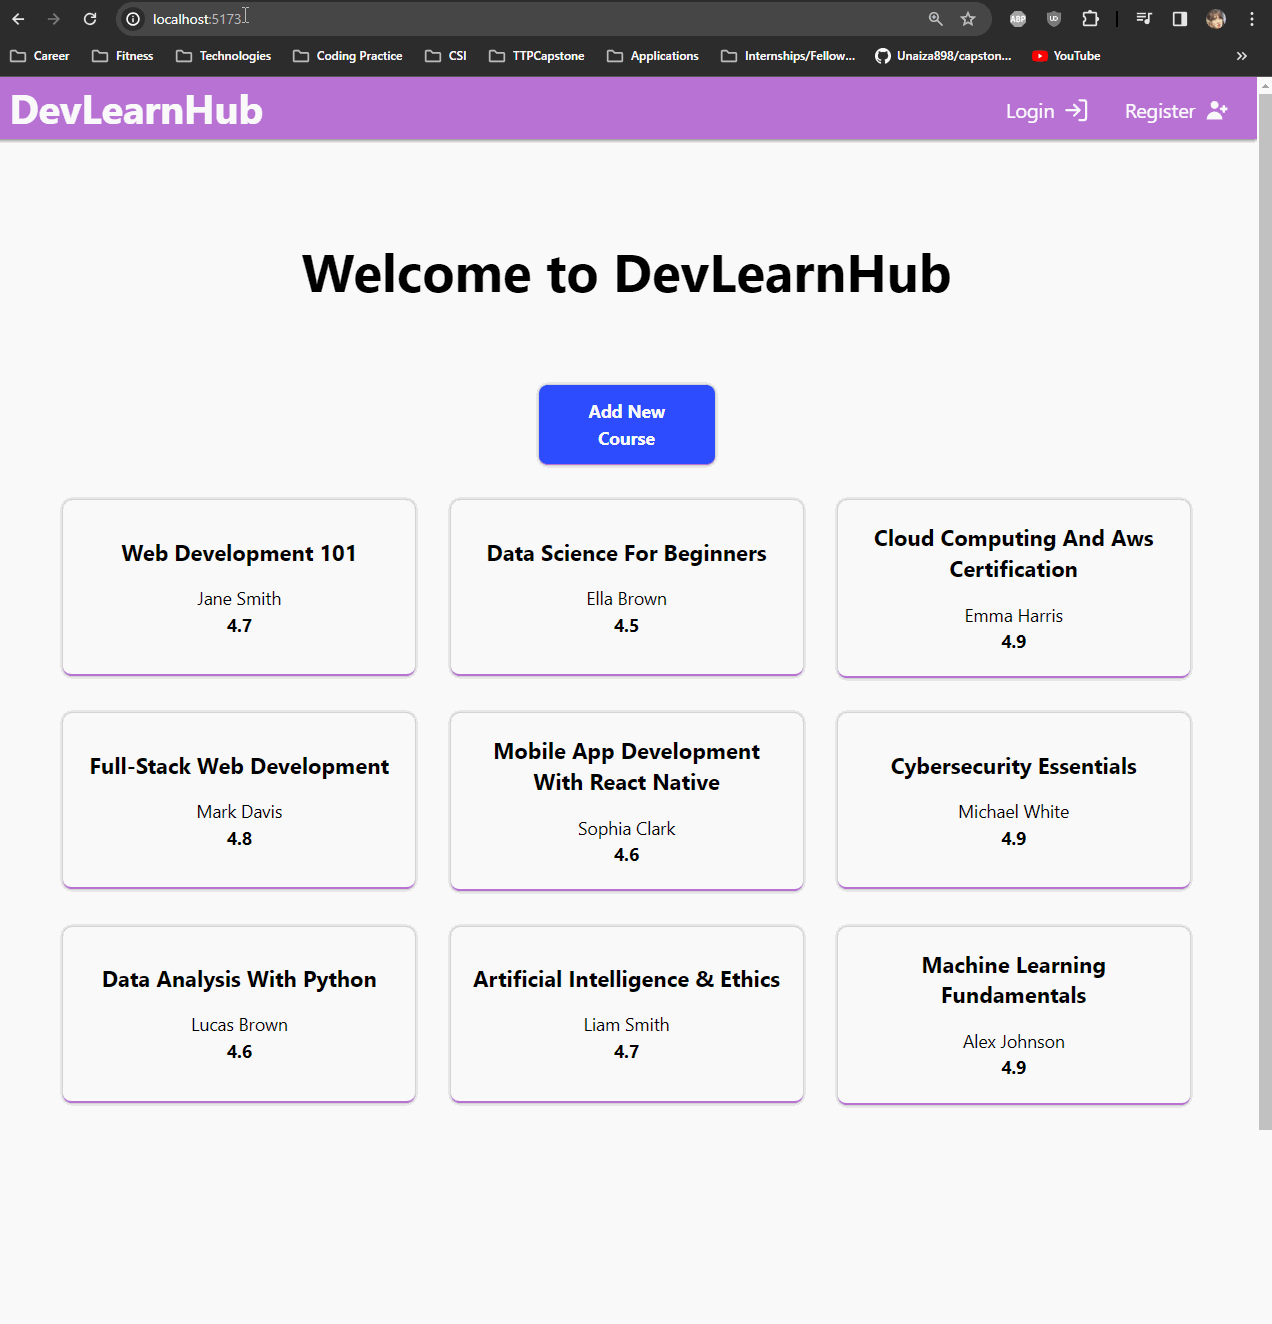 localhost:5173
ABP
UD
Career
Fitness
Technologies
Coding Practice
CSI
TTPCapstone
Applications
Internships/Fellow...
Unaiza898/capston...
YouTube
DevLearnHub
Login
Register
Welcome to DevLearnHub
Add New
Course
Web Development 101
Jane Smith
4.7
Data Science For Beginners
Ella Brown
4.5
Cloud Computing And Aws
Certification
Emma Harris
4.9
Full-Stack Web Development
Mark Davis
4.8
Mobile App Development
With React Native
Sophia Clark
4.6
Cybersecurity Essentials
Michael White
4.9
Data Analysis With Python
Lucas Brown
4.6
Artificial Intelligence & Ethics
Liam Smith
4.7
Machine Learning
Fundamentals
Alex Johnson
4.9